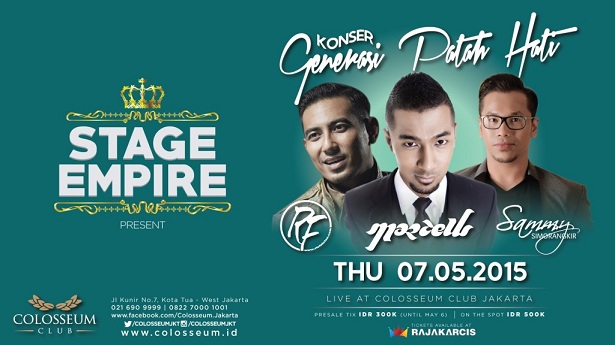 KONSER
Generasi Patah Hati
STAGE
EMPIRE
PRESENT
RF
marcell
Sammy
SIMORANGKIR
THU 07.05.2015
LIVE AT COLOSSEUM CLUB JAKARTA
PRESALE TIX IDR 300K (UNTIL MAY 6) | ON THE SPOT IDR 500K
TICKETS AVAILABLE AT
RAJAKARCIS
COLOSSEUM
CLUB
Jl Kunir No.7, Kota Tua - West Jakarta
021 690 9999 | 0822 7000 1001
www.facebook.com/Colosseum.Jakarta
@COLOSSEUMJKT @COLOSSEUM.JKT
www.colosseum.id